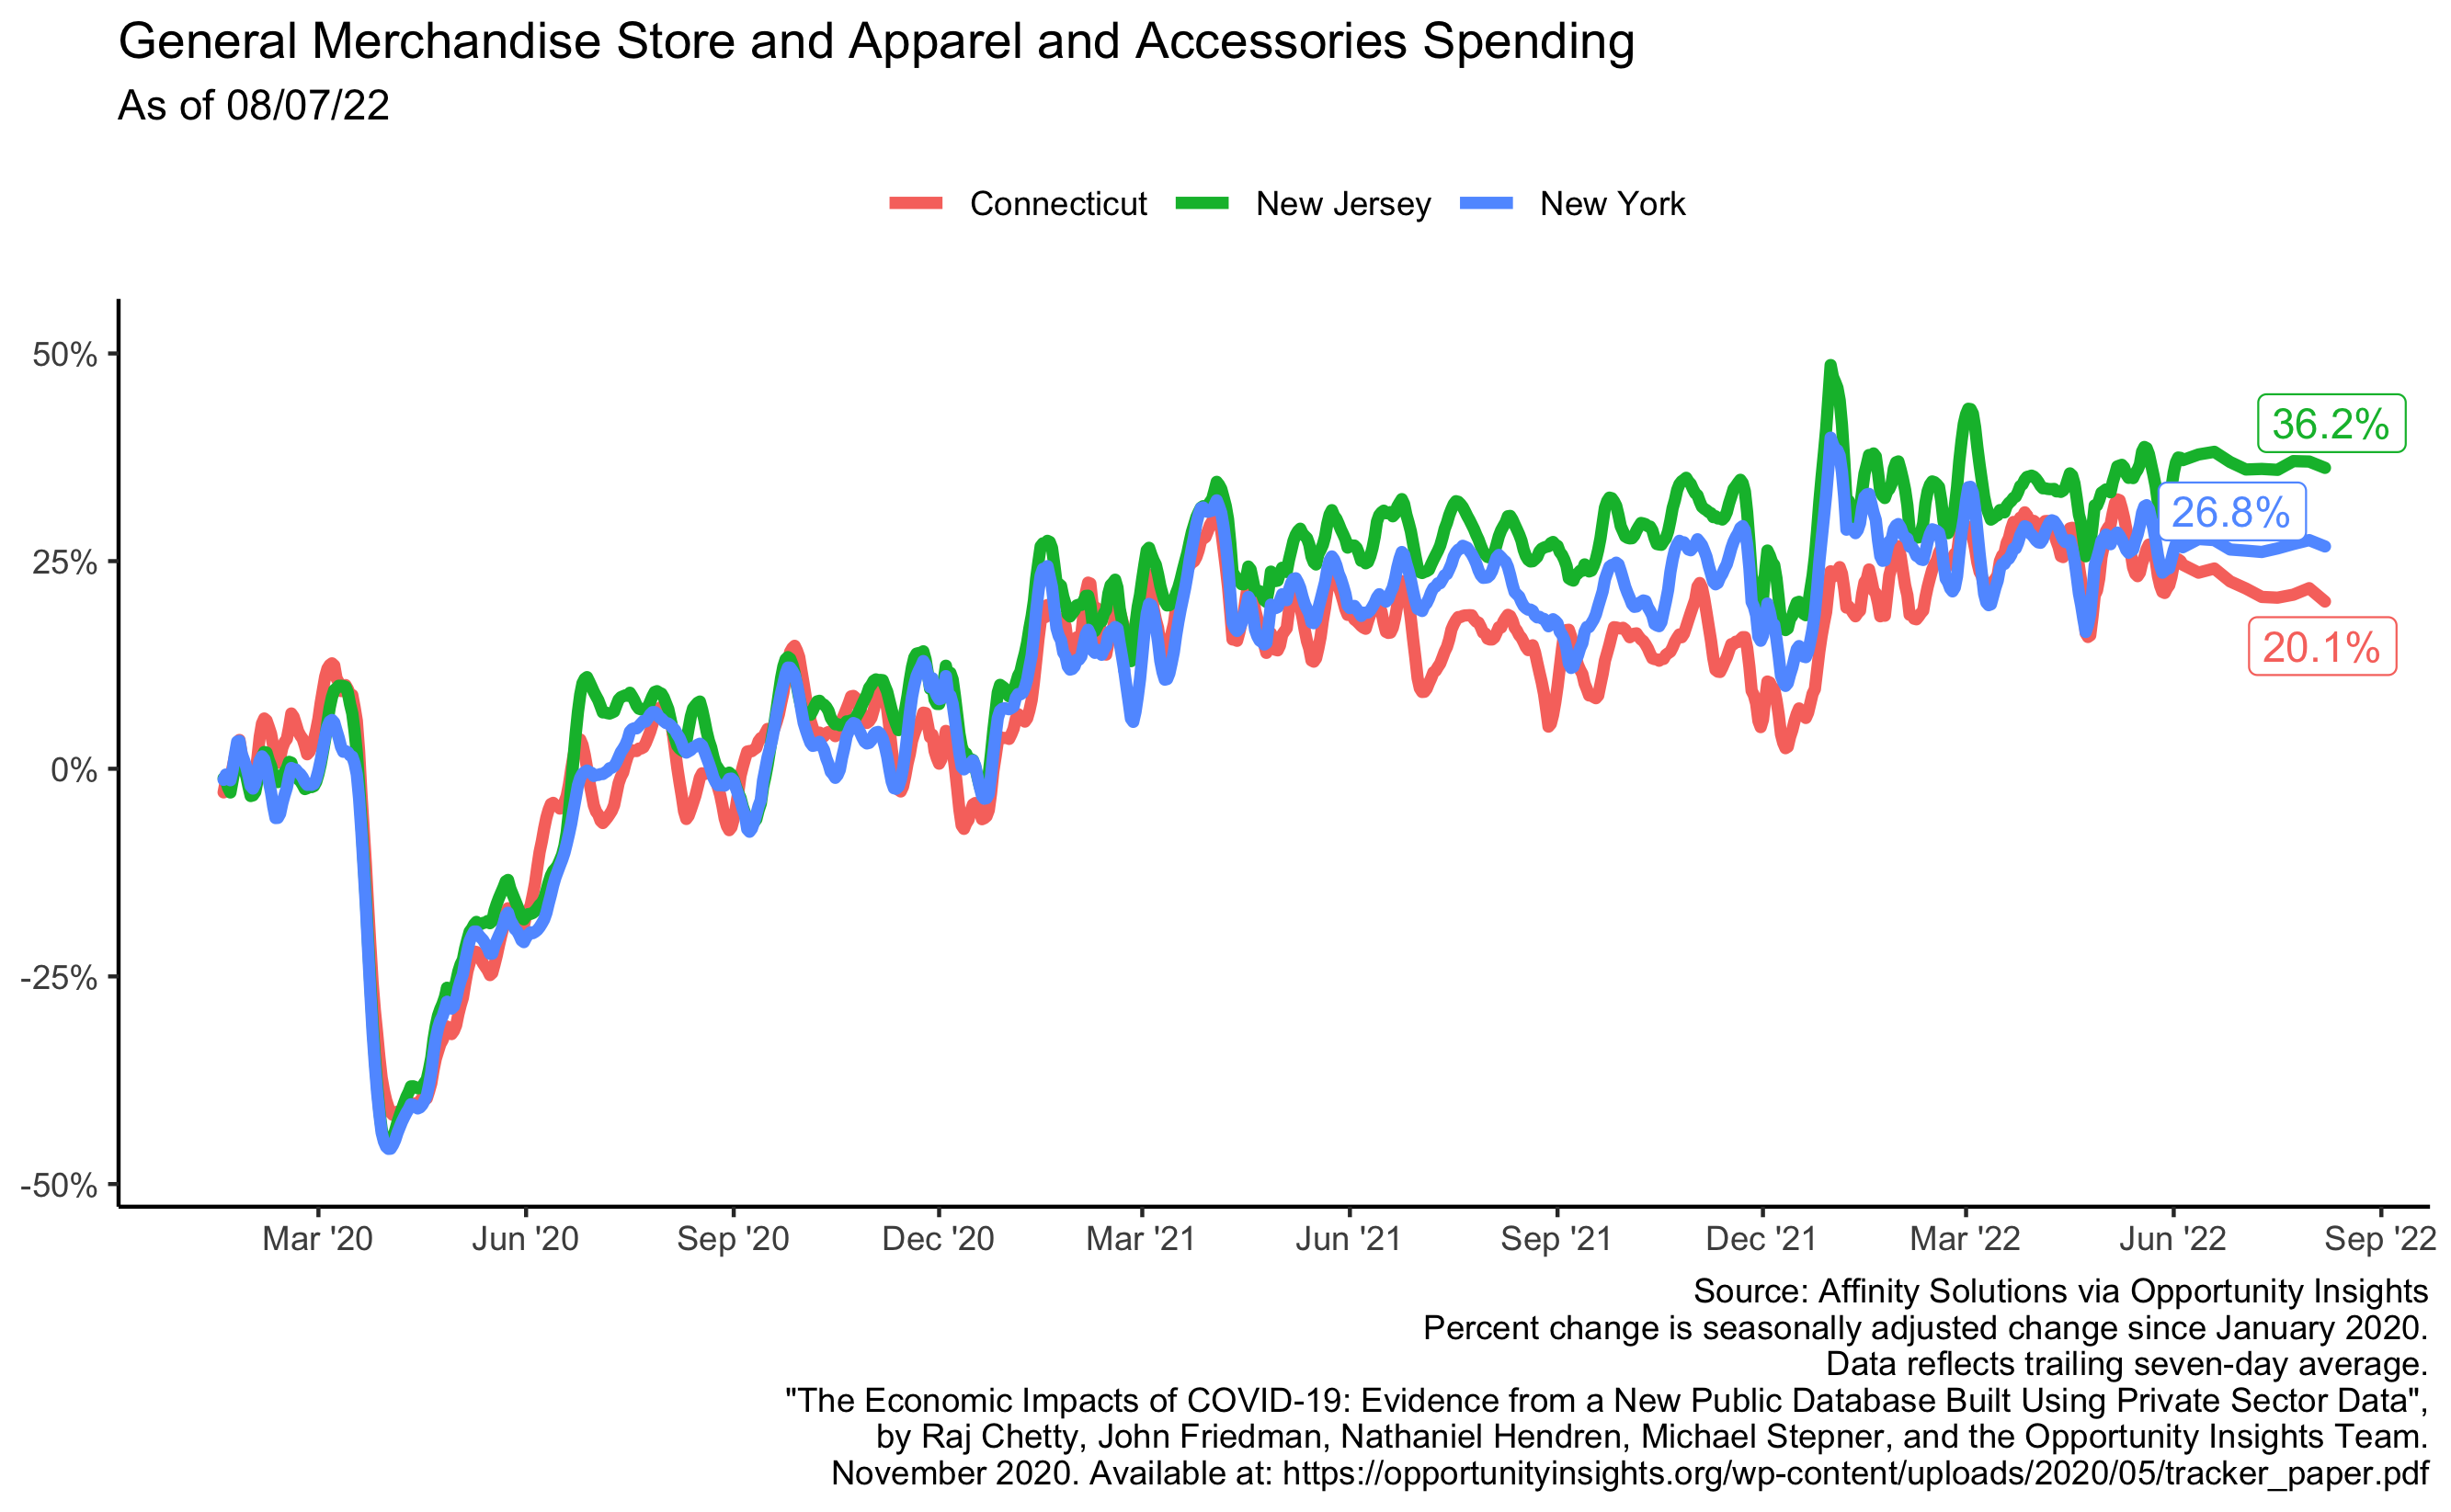 General Merchandise Store and Apparel and Accessories Spending
As of 08/07/22
Connecticut New Jersey New York
50%
25%
0%
-25%
-50%
36.2%
26.8%
20.1%
Mar '20 Jun '20 Sep '20 Dec '20 Mar '21 Jun '21 Sep '21 Dec '21 Mar '22 Jun '22 Sep '22
Source: Affinity Solutions via Opportunity Insights
Percent change is seasonally adjusted change since January 2020.
Data reflects trailing seven-day average.
"The Economic Impacts of COVID-19: Evidence from a New Public Database Built Using Private Sector Data",
by Raj Chetty, John Friedman, Nathaniel Hendren, Michael Stepner, and the Opportunity Insights Team.
November 2020. Available at: https://opportunityinsights.org/wp-content/uploads/2020/05/tracker_paper.pdf